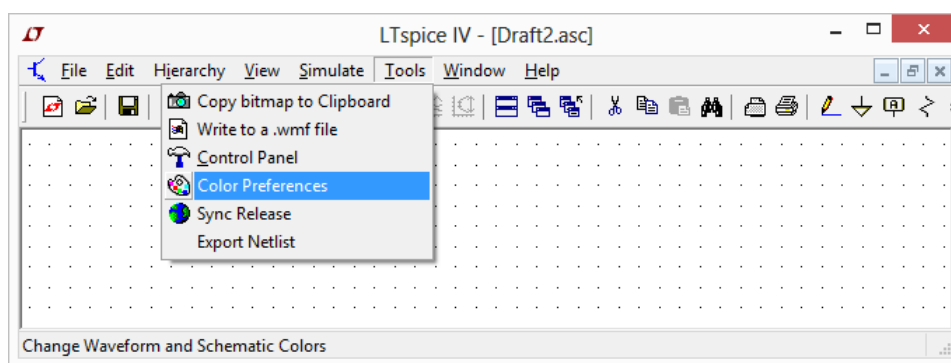 LTspice IV - [Draft2.asc]
File Edit Hierarchy View Simulate Tools Window Help
Copy bitmap to Clipboard
Write to a .wmf file
Control Panel
Color Preferences
Sync Release
Export Netlist
Change Waveform and Schematic Colors